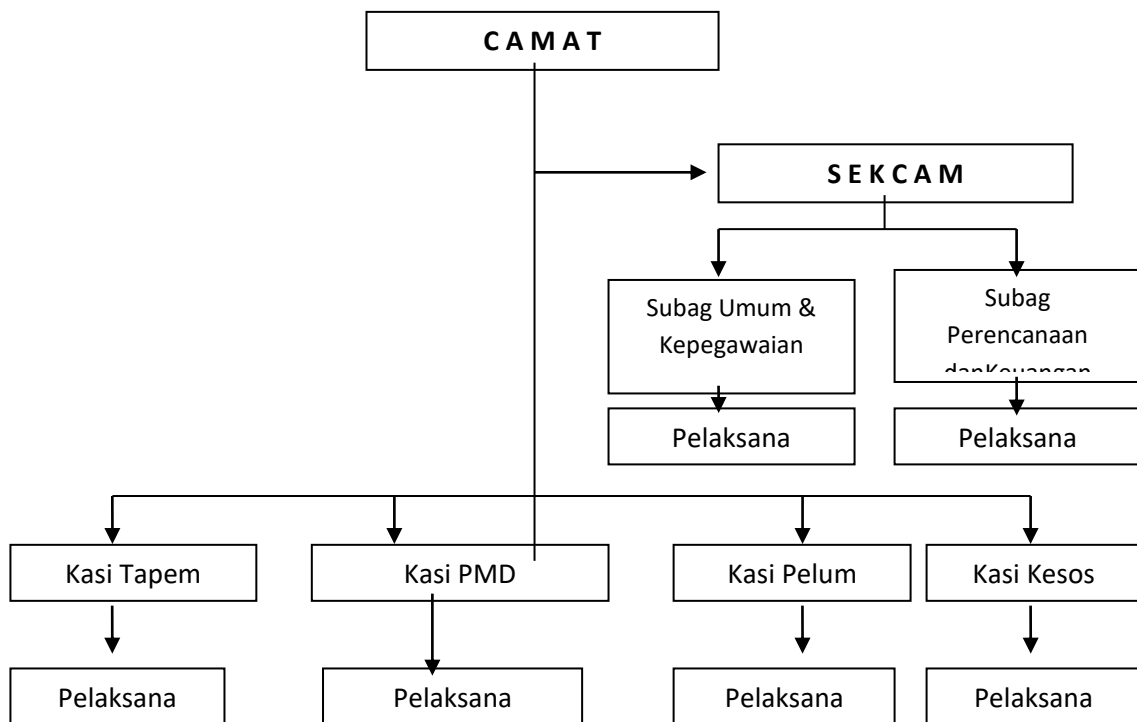 C A M A T
S E K C A M
Subag Umum &
Kepegawaian
Subag
Perencanaan
danKeuangan
Pelaksana
Pelaksana
Kasi Tapem
Kasi PMD
Kasi Pelum
Kasi Kesos
Pelaksana
Pelaksana
Pelaksana
Pelaksana